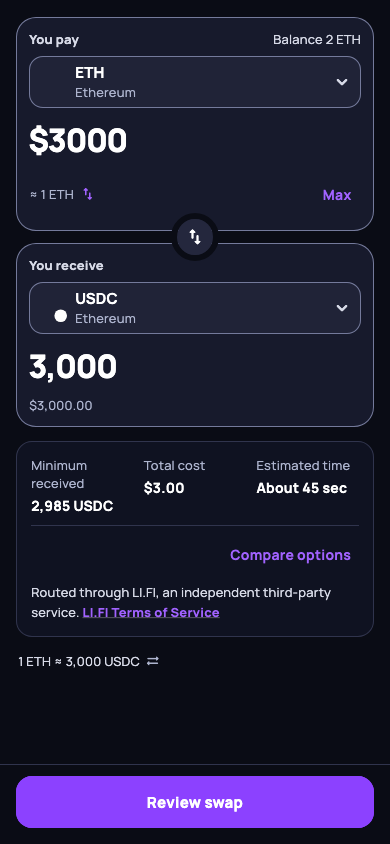 You pay
Balance 2 ETH
ETH
Ethereum
$3000
≈ 1 ETH
Max
You receive
USDC
Ethereum
3,000
$3,000.00
Minimum
received
2,985 USDC
Total cost
$3.00
Estimated time
About 45 sec
Compare options
Routed through LI.FI, an independent third-party
service. LI.FI Terms of Service
1 ETH ≈ 3,000 USDC
Review swap